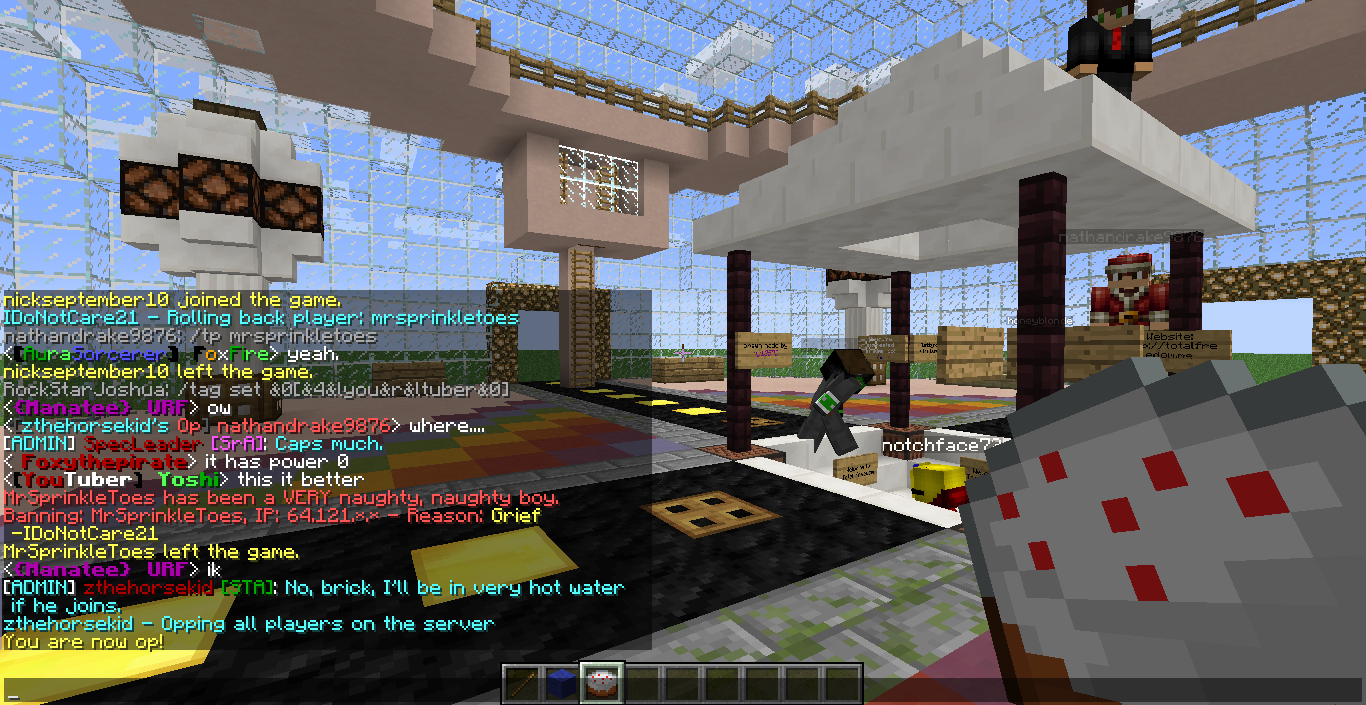 nickseptember10 joined the game.
IDoNotCare21 - Rolling back player: mrsprinkletoes
nathandrake9876: /tp mrsprinkletoes
<[AuraSorcerer] FoxFire> yeah.
nickseptember10 left the game.
RockStarJoshua: /tag set &0[&4&lyou&r&ltuber&0]
<{Manatee} URF> ow
<[zthehorsekid's Op] nathandrake9876> where....
[ADMIN] SpecLeader [SrA]: Caps much.
< Foxythepirate> it has power 0
<[YouTuber] Yoshi> this it better
MrSprinkleToes has been a VERY naughty, naughty boy.
Banning: MrSprinkleToes, IP: 64.121.*.* - Reason: Grief
-IDoNotCare21
MrSprinkleToes left the game.
<{Manatee} URF> ik
[ADMIN] zthehorsekid [STA]: No, brick, I'll be in very hot water
if he joins.
zthehorsekid - Opping all players on the server
You are now op!
_
nathandrake9876
honeyblonde
Website:
notchface77